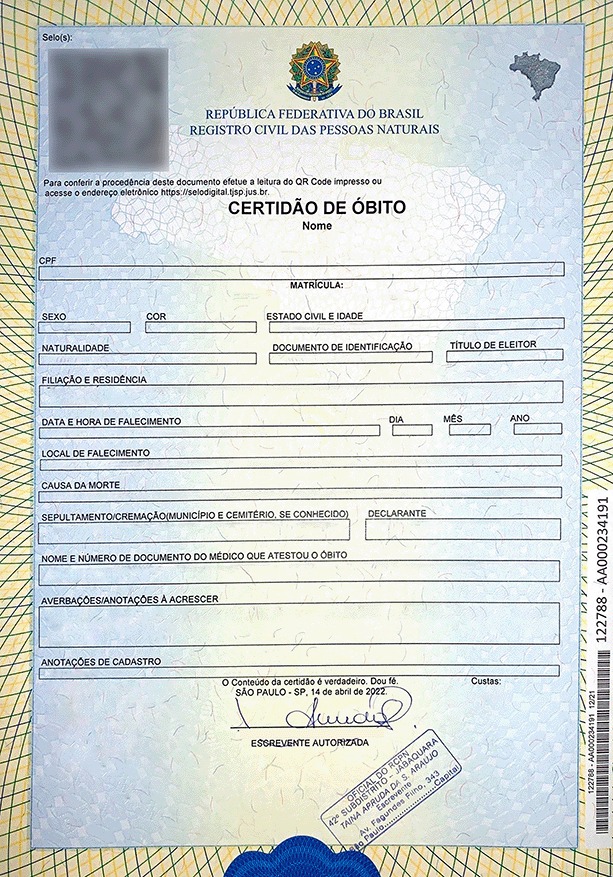 Selo(s):
REPÚBLICA FEDERATIVA DO BRASIL
REGISTRO CIVIL DAS PESSOAS NATURAIS
Para conferir a procedência deste documento efetue a leitura do QR Code impresso ou
acesse o endereço eletrônico https://selodigital.tjsp.jus.br.
CERTIDÃO DE ÓBITO
Nome
CPF
MATRÍCULA:
SEXO COR ESTADO CIVIL E IDADE
NATURALIDADE DOCUMENTO DE IDENTIFICAÇÃO TÍTULO DE ELEITOR
FILIAÇÃO E RESIDÊNCIA
DATA E HORA DE FALECIMENTO DIA MÊS ANO
LOCAL DE FALECIMENTO
CAUSA DA MORTE
SEPULTAMENTO/CREMAÇÃO(MUNICÍPIO E CEMITÉRIO, SE CONHECIDO) DECLARANTE
NOME E NÚMERO DE DOCUMENTO DO MÉDICO QUE ATESTOU O ÓBITO
AVERBAÇÕES/ANOTAÇÕES À ACRESCER
ANOTAÇÕES DE CADASTRO
O Conteúdo da certidão é verdadeiro. Dou fé. Custas:
SÃO PAULO - SP, 14 de abril de 2022.
ESCREVENTE AUTORIZADA
OFICIAL DO RCPN
42º SUBDISTRITO - JABAQUARA
TAINA ARRUDA DA S. ARAUJO
Escrevente
Av. Fagundes Filho, 343
São Paulo..................Capital
122788 - AA000234191
122788 - AA000234191 12/21